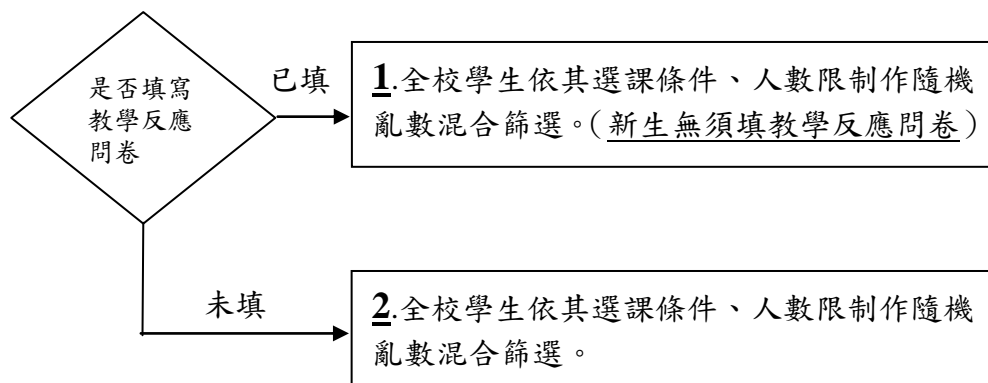 是否填寫
教學反應
問卷
已填
1.全校學生依其選課條件、人數限制作隨機
亂數混合篩選。(新生無須填教學反應問卷)
未填
2.全校學生依其選課條件、人數限制作隨機
亂數混合篩選。